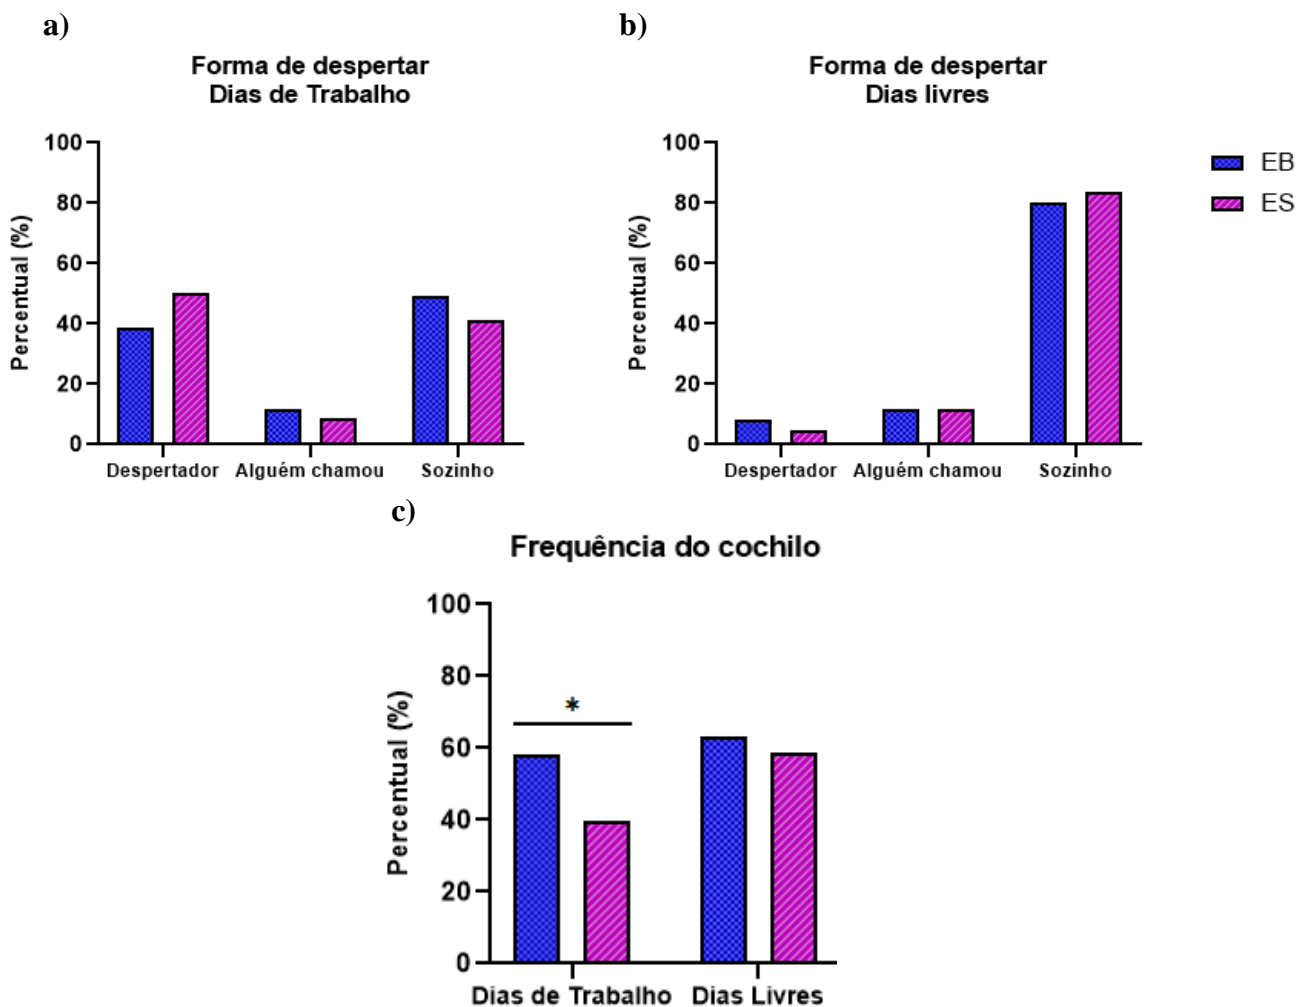 a)
Forma de despertar
Dias de Trabalho
Percentual (%)
100
80
60
40
20
0
Despertador Alguém chamou Sozinho
b)
Forma de despertar
Dias livres
Percentual (%)
100
80
60
40
20
0
Despertador Alguém chamou Sozinho
EB
ES
c)
Frequência do cochilo
Percentual (%)
100
80
60
40
20
0
*
Dias de Trabalho Dias Livres